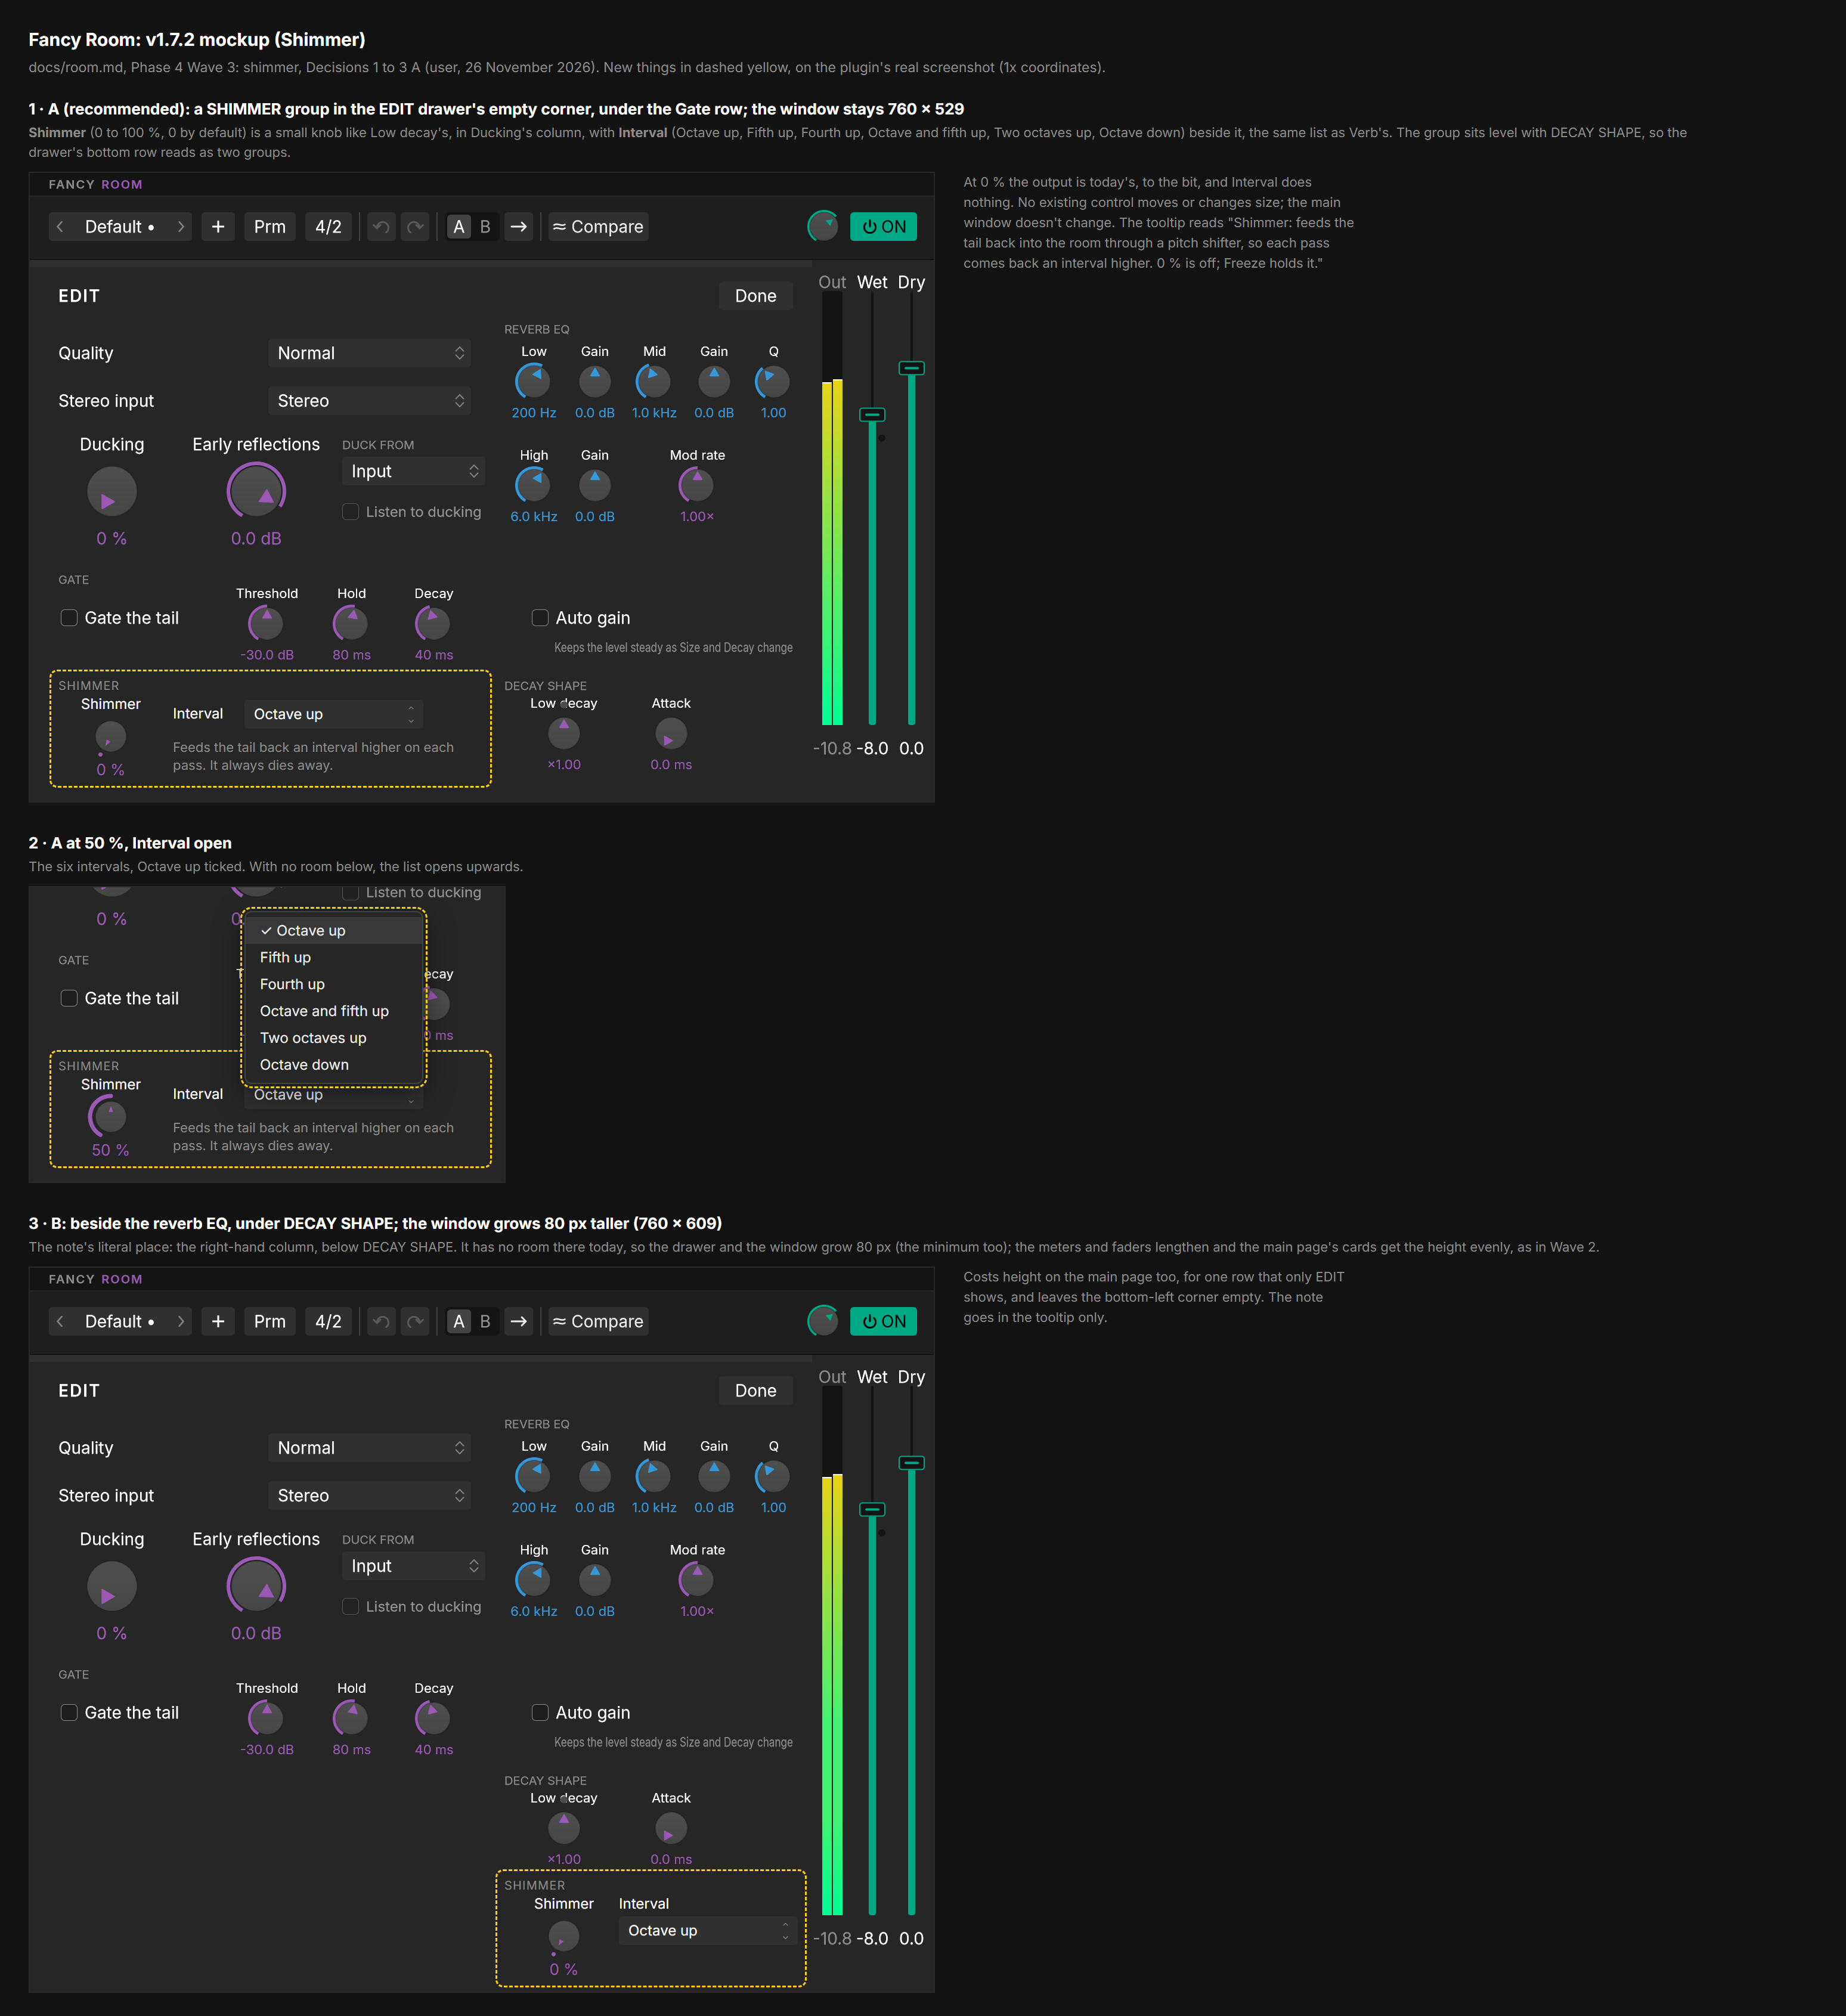 Fancy Room: v1.7.2 mockup (Shimmer)
docs/room.md, Phase 4 Wave 3: shimmer, Decisions 1 to 3 A (user, 26 November 2026). New things in dashed yellow, on the plugin's real screenshot (1x coordinates).
1 · A (recommended): a SHIMMER group in the EDIT drawer's empty corner, under the Gate row; the window stays 760 × 529
Shimmer (0 to 100 %, 0 by default) is a small knob like Low decay's, in Ducking's column, with Interval (Octave up, Fifth up, Fourth up, Octave and fifth up, Two octaves up, Octave down) beside it, the same list as Verb's. The group sits level with DECAY SHAPE, so the
drawer's bottom row reads as two groups.
FANCY ROOM
Default • + Prm 4/2 A B → ≈ Compare ON
At 0 % the output is today's, to the bit, and Interval does
nothing. No existing control moves or changes size; the main
window doesn't change. The tooltip reads "Shimmer: feeds the
tail back into the room through a pitch shifter, so each pass
comes back an interval higher. 0 % is off; Freeze holds it."
EDIT Done Out Wet Dry
REVERB EQ
Quality Normal
Low Gain Mid Gain Q
200 Hz 0.0 dB 1.0 kHz 0.0 dB 1.00
Stereo input Stereo
Ducking Early reflections DUCK FROM
Input
Listen to ducking
0 % 0.0 dB
High Gain Mod rate
6.0 kHz 0.0 dB 1.00×
GATE
Threshold Hold Decay
Gate the tail
-30.0 dB 80 ms 40 ms
Auto gain
Keeps the level steady as Size and Decay change
SHIMMER
Shimmer
Interval Octave up
Feeds the tail back an interval higher on each
pass. It always dies away.
0 %
DECAY SHAPE
Low decay Attack
×1.00 0.0 ms
-10.8 -8.0 0.0
2 · A at 50 %, Interval open
The six intervals, Octave up ticked. With no room below, the list opens upwards.
Listen to ducking
0 % 0
✓ Octave up
Fifth up
Fourth up
Octave and fifth up
Two octaves up
Octave down
GATE
ecay
Gate the tail
ms
SHIMMER
Shimmer
Interval Octave up
Feeds the tail back an interval higher on each
pass. It always dies away.
50 %
3 · B: beside the reverb EQ, under DECAY SHAPE; the window grows 80 px taller (760 × 609)
The note's literal place: the right-hand column, below DECAY SHAPE. It has no room there today, so the drawer and the window grow 80 px (the minimum too); the meters and faders lengthen and the main page's cards get the height evenly, as in Wave 2.
FANCY ROOM
Default • + Prm 4/2 A B → ≈ Compare ON
Costs height on the main page too, for one row that only EDIT
shows, and leaves the bottom-left corner empty. The note
goes in the tooltip only.
EDIT Done Out Wet Dry
REVERB EQ
Quality Normal
Low Gain Mid Gain Q
200 Hz 0.0 dB 1.0 kHz 0.0 dB 1.00
Stereo input Stereo
Ducking Early reflections DUCK FROM
Input
Listen to ducking
0 % 0.0 dB
High Gain Mod rate
6.0 kHz 0.0 dB 1.00×
GATE
Threshold Hold Decay
Gate the tail
-30.0 dB 80 ms 40 ms
Auto gain
Keeps the level steady as Size and Decay change
DECAY SHAPE
Low decay Attack
×1.00 0.0 ms
SHIMMER
Shimmer Interval
Octave up
0 %
-10.8 -8.0 0.0